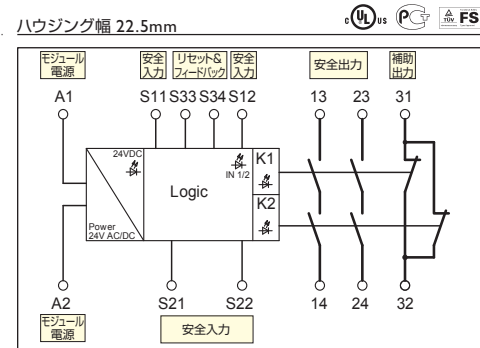 ハウジング幅 22.5mm
c UL us PG T TÜV FS
モジュール
電源
安全
入力
リセット&
フィードバック
安全
入力
安全出力
補助
出力
A1 S11 S33 S34 S12 13 23 31
24VDC
IN 1/2
K1
Logic
K2
Power
24V AC/DC
A2 S21 S22 14 24 32
モジュール
電源
安全入力